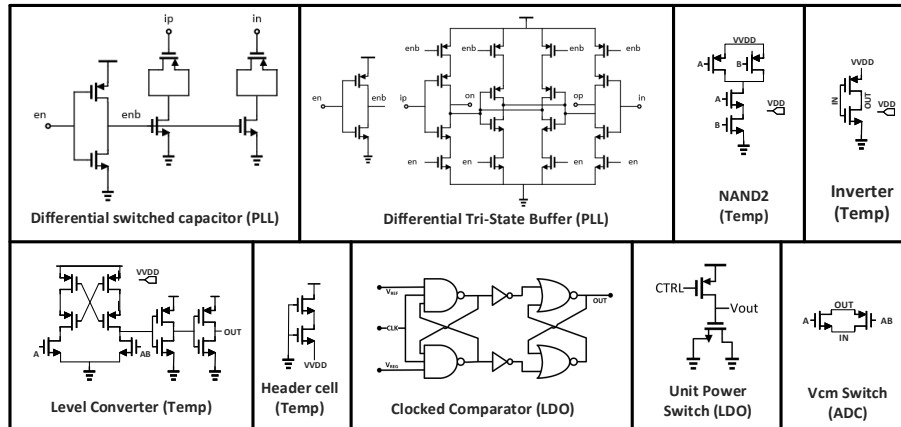 ip
in
en
enb
Differential switched capacitor (PLL)
en
enb
enb
enb
enb
enb
ip
on
op
in
en
en
en
en
Differential Tri-State Buffer (PLL)
VVDD
A
B
A
B
VDD
NAND2
(Temp)
VVDD
IN
OUT
VDD
Inverter
(Temp)
VVDD
A
AB
OUT
Level Converter (Temp)
VVDD
Header cell
(Temp)
VREF
CLK
VREG
OUT
Clocked Comparator (LDO)
CTRL
Vout
Unit Power
Switch (LDO)
OUT
A
AB
IN
Vcm Switch
(ADC)